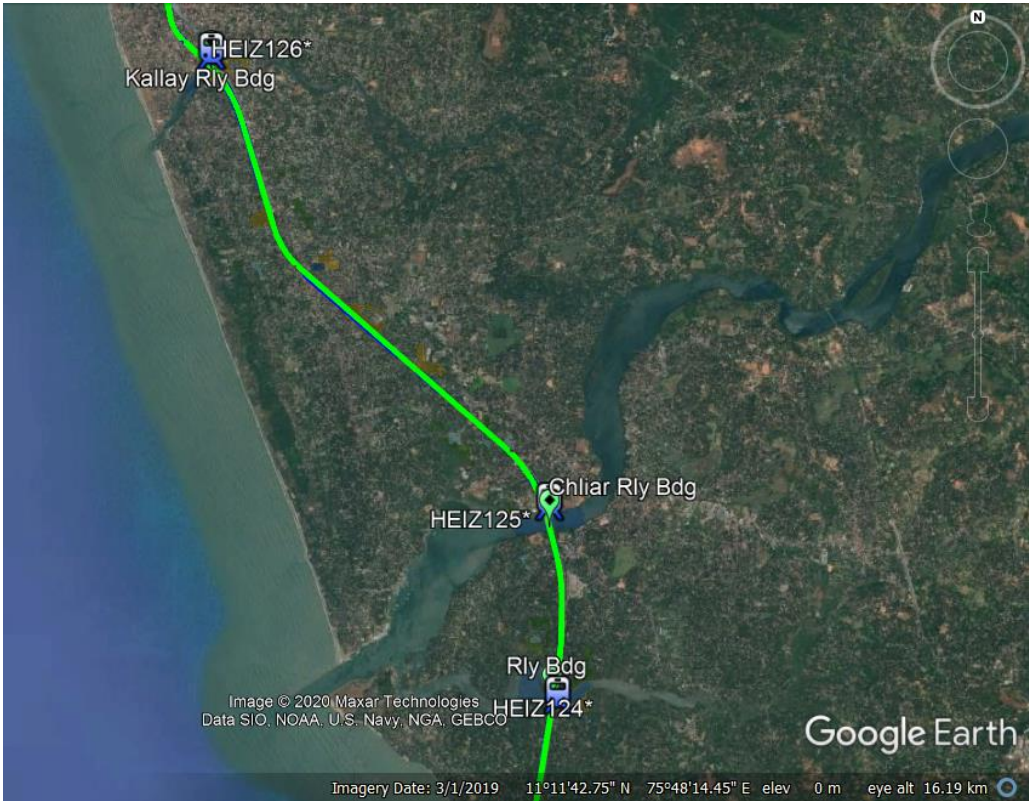 N
HEIZ126*
Kallay Rly Bdg
Chliar Rly Bdg
HEIZ125*
Rly Bdg
HEIZ124*
Image © 2020 Maxar Technologies
Data SIO, NOAA, U.S. Navy, NGA, GEBCO
Google Earth
Imagery Date: 3/1/2019 11°11'42.75" N 75°48'14.45" E elev 0 m eye alt 16.19 km